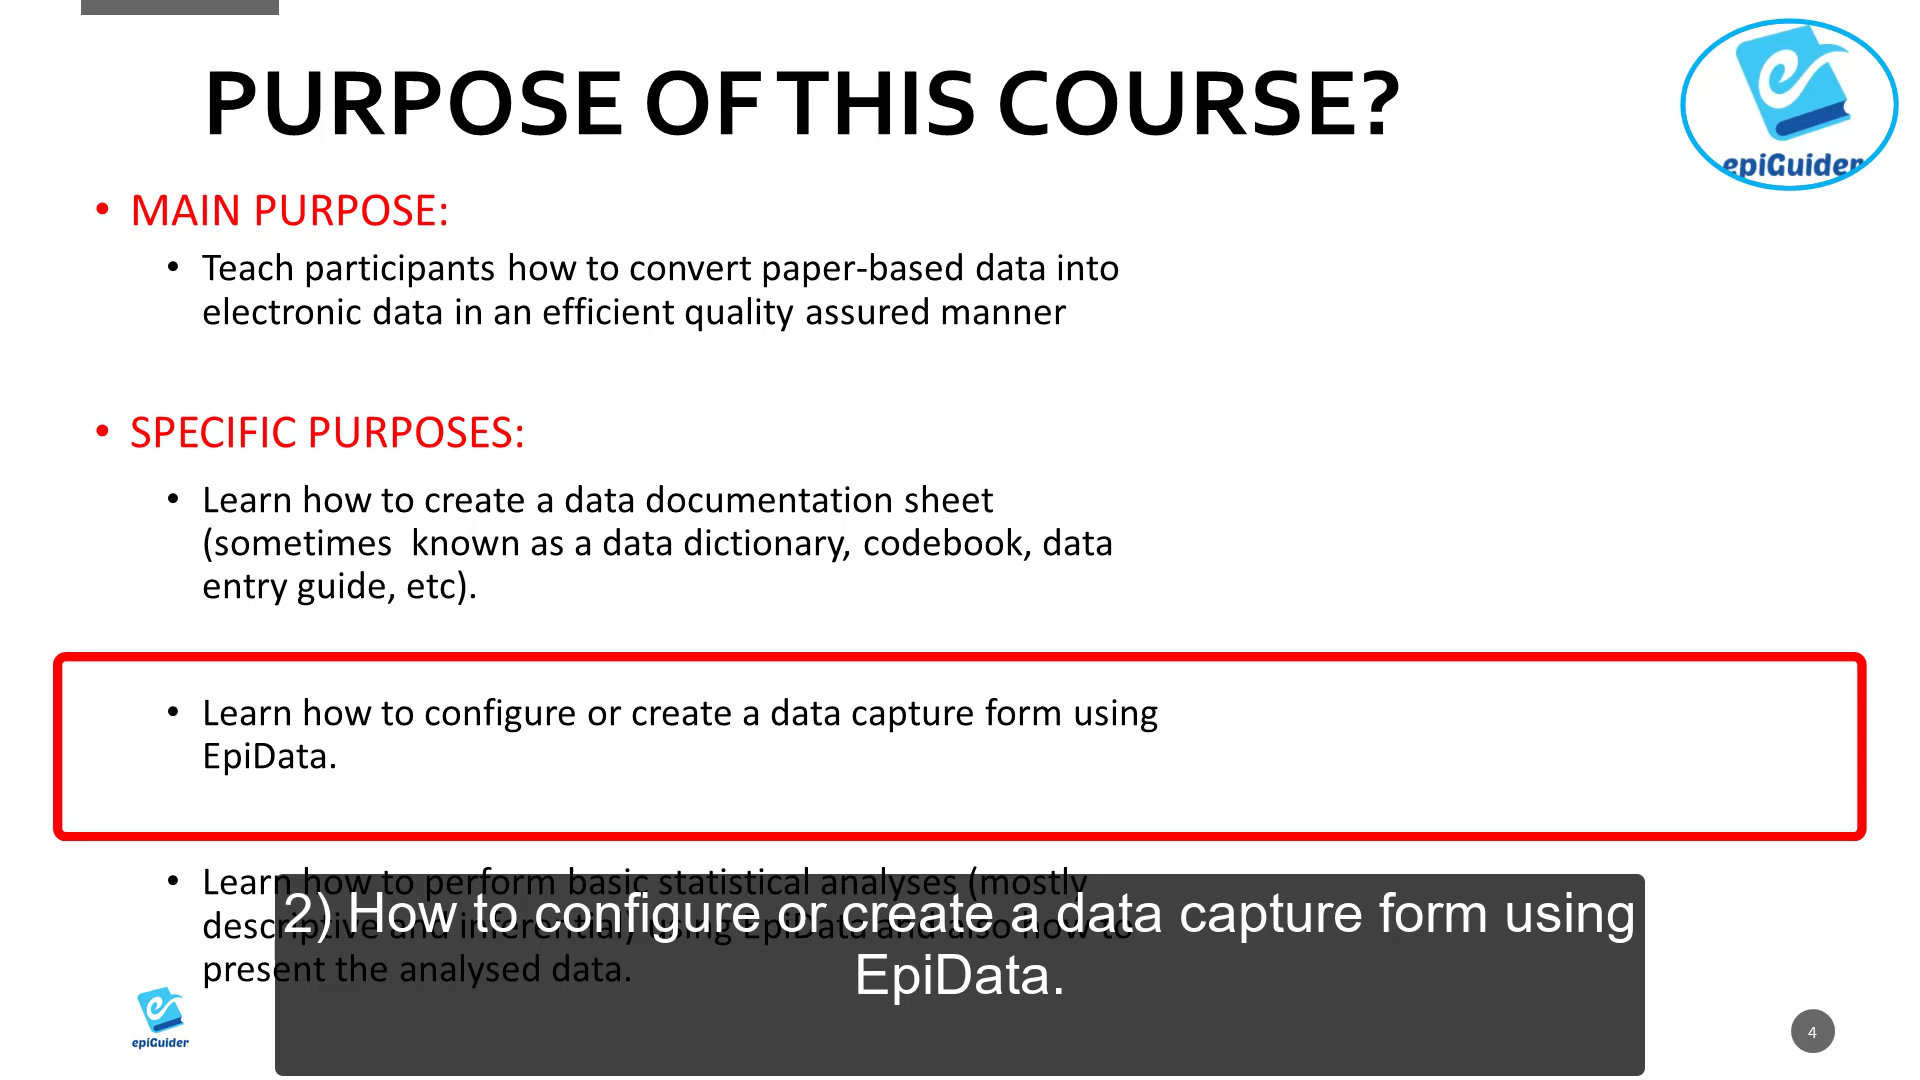 PURPOSE OF THIS COURSE?
epiGuider
• MAIN PURPOSE:
• Teach participants how to convert paper-based data into
electronic data in an efficient quality assured manner
• SPECIFIC PURPOSES:
• Learn how to create a data documentation sheet
(sometimes known as a data dictionary, codebook, data
entry guide, etc).
• Learn how to configure or create a data capture form using
EpiData.
• Learn how to perform basic statistical analyses (mostly
descriptive and inferential) using EpiData and also how to
present the analysed data.
2) How to configure or create a data capture form using
EpiData.
epiGuider
4